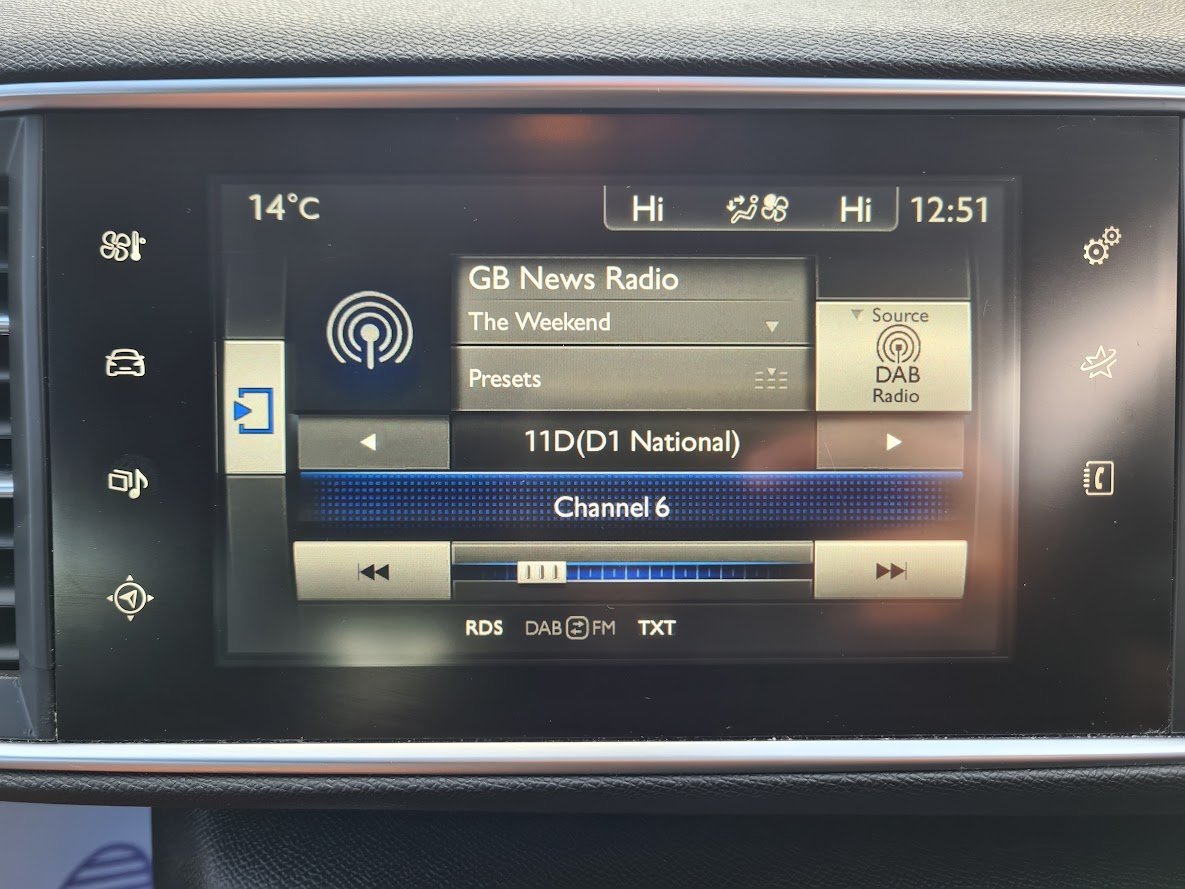 14°C
Hi
Hi
12:51
GB News Radio
The Weekend
Presets
Source
DAB
Radio
11D(D1 National)
Channel 6
RDS DAB FM TXT